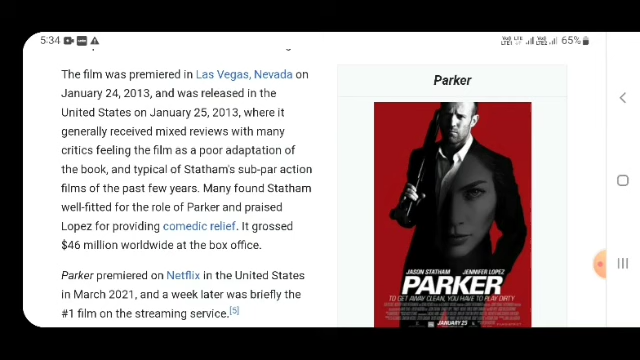 5:34
65%
The film was premiered in Las Vegas, Nevada on
January 24, 2013, and was released in the
United States on January 25, 2013, where it
generally received mixed reviews with many
critics feeling the film as a poor adaptation of
the book, and typical of Statham's sub-par action
films of the past few years. Many found Statham
well-fitted for the role of Parker and praised
Lopez for providing comedic relief. It grossed
$46 million worldwide at the box office.
Parker premiered on Netflix in the United States
in March 2021, and a week later was briefly the
#1 film on the streaming service.[5]
Parker
JASON STATHAM JENNIFER LOPEZ
PARKER
TO GET AWAY CLEAN, YOU HAVE TO PLAY DIRTY
JANUARY 25